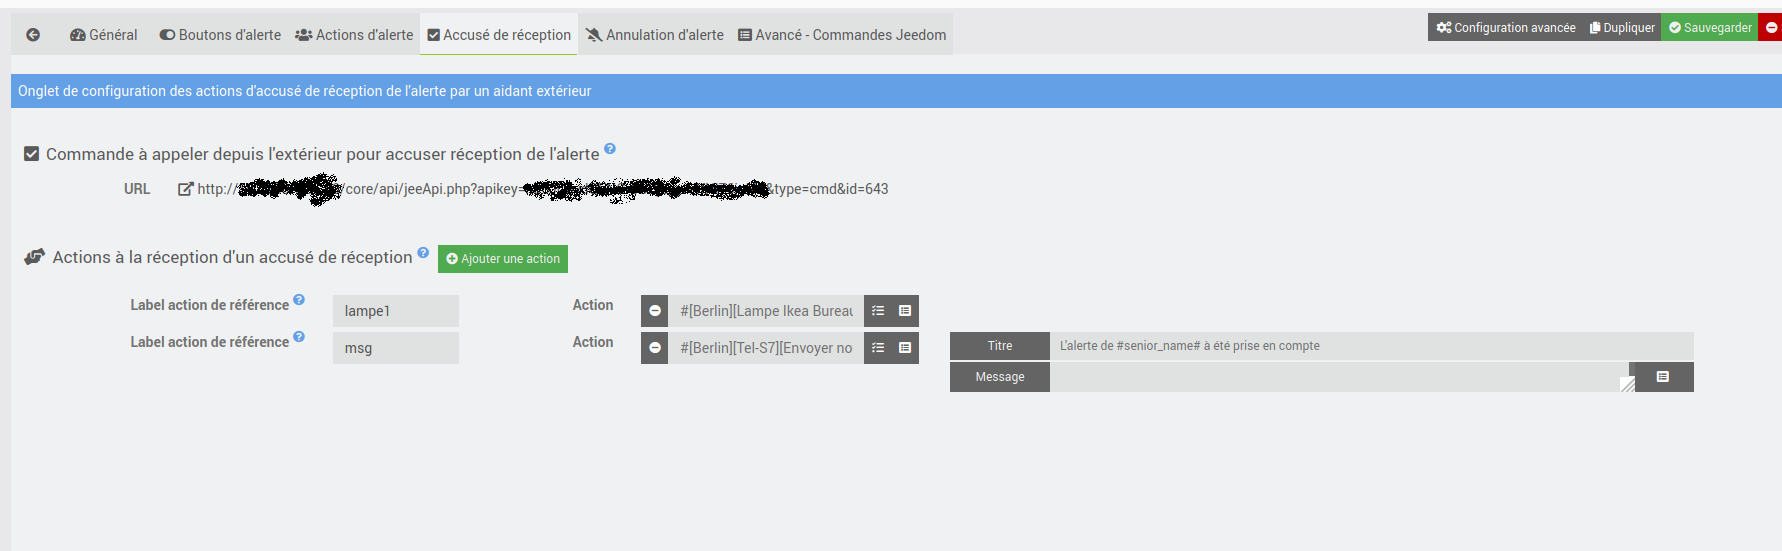 Général Boutons d'alerte Actions d'alerte Accusé de réception Annulation d'alerte Avancé - Commandes Jeedom Configuration avancée Dupliquer Sauvegarder
Onglet de configuration des actions d'accusé de réception de l'alerte par un aidant extérieur
Commande à appeler depuis l'extérieur pour accuser réception de l'alerte ?
URL http:// /core/api/jeeApi.php?apikey= &type=cmd&id=643
Actions à la réception d'un accusé de réception ? Ajouter une action
Label action de référence ? lampe1 Action #[Berlin][Lampe Ikea Bureau
Label action de référence ? msg Action #[Berlin][Tel-S7][Envoyer no Titre L'alerte de #senior_name# à été prise en compte
Message